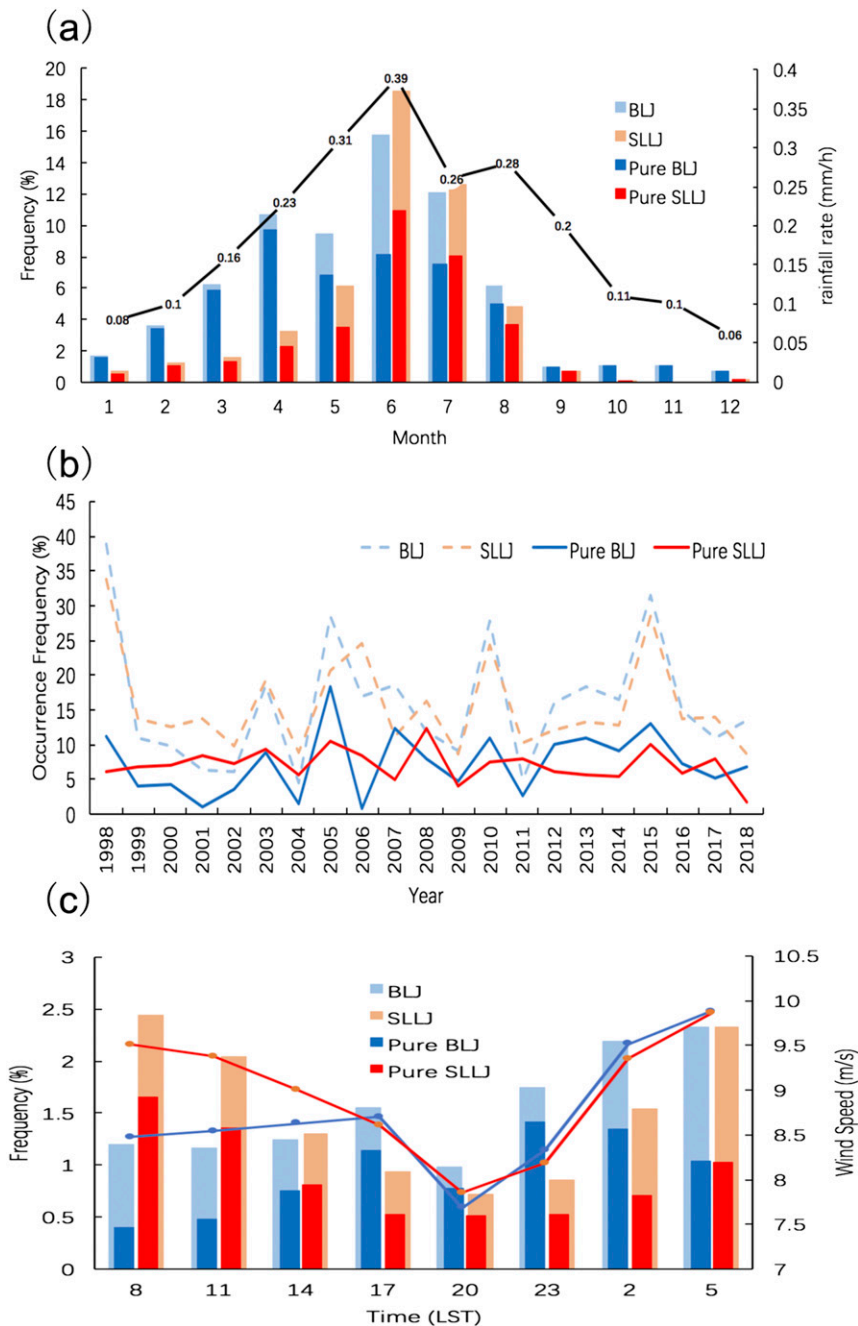 (a)
20
18
16
14
12
10
8
6
4
2
0
Frequency (%)
0.4
0.35
0.3
0.25
0.2
0.15
0.1
0.05
0
rainfall rate (mm/h)
BLJ
SLLJ
Pure BLJ
Pure SLLJ
0.08
0.1
0.16
0.23
0.31
0.39
0.26
0.28
0.2
0.11
0.1
0.06
1 2 3 4 5 6 7 8 9 10 11 12
Month
(b)
45
40
35
30
25
20
15
10
5
0
Occurrence Frequency (%)
BLJ SLLJ Pure BLJ Pure SLLJ
1998 1999 2000 2001 2002 2003 2004 2005 2006 2007 2008 2009 2010 2011 2012 2013 2014 2015 2016 2017 2018
Year
(c)
3
2.5
2
1.5
1
0.5
0
Frequency (%)
10.5
10
9.5
9
8.5
8
7.5
7
Wind Speed (m/s)
BLJ
SLLJ
Pure BLJ
Pure SLLJ
8 11 14 17 20 23 2 5
Time (LST)